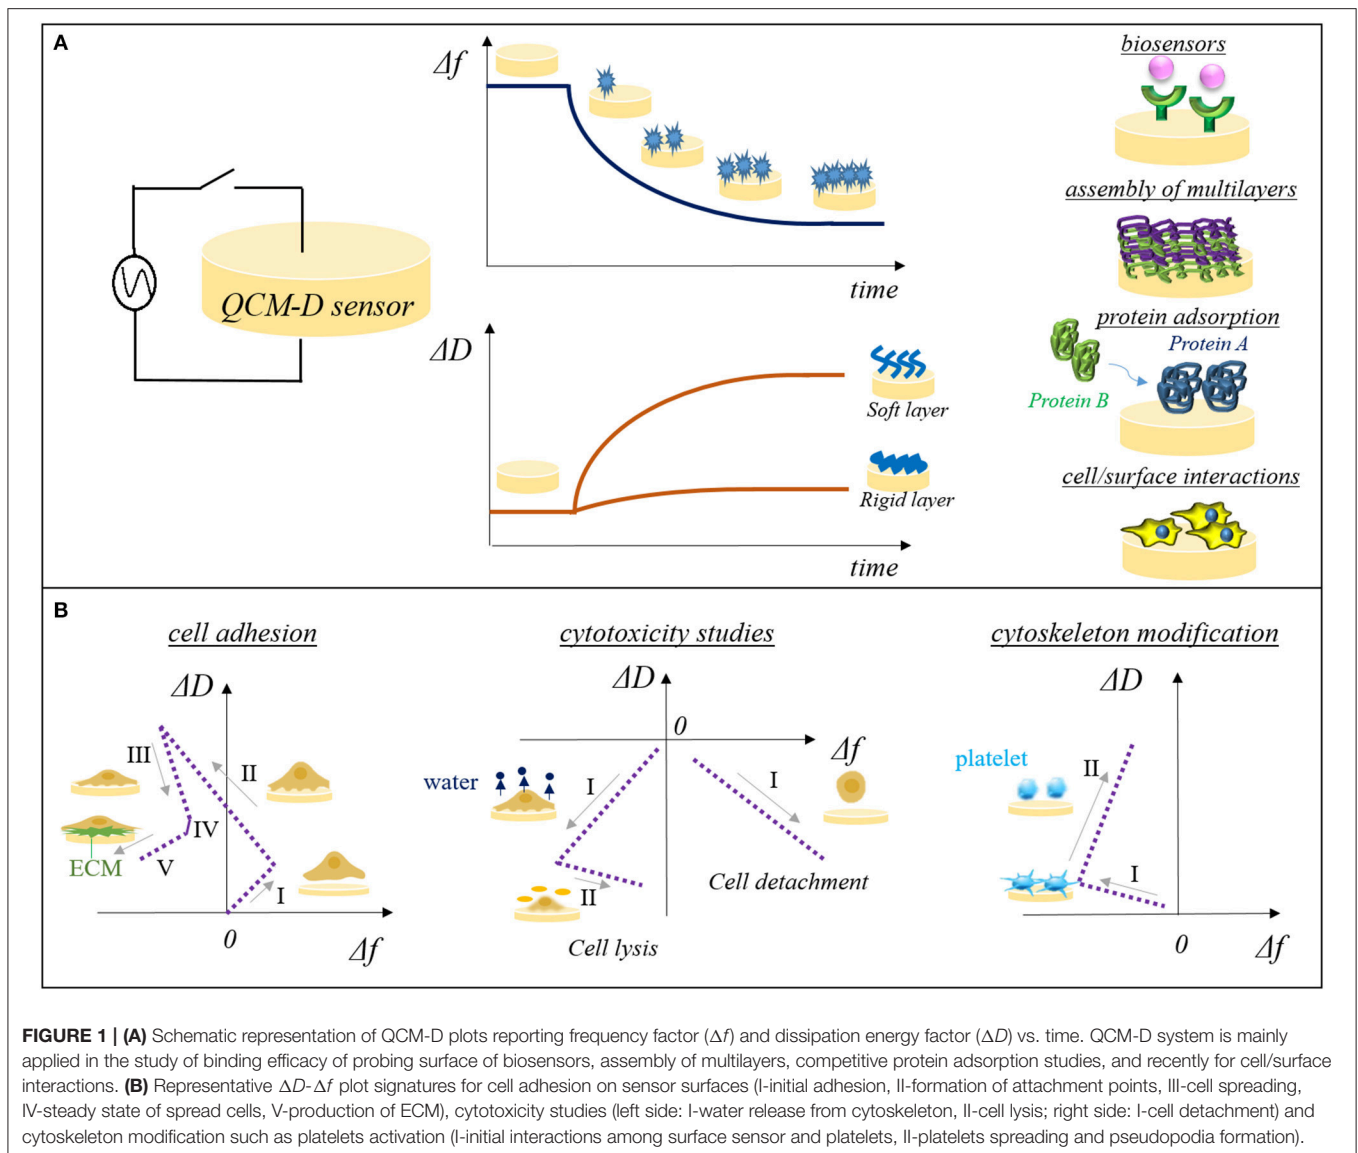 A
Δf
time
QCM-D sensor
ΔD
Soft layer
Rigid layer
time
biosensors
assembly of multilayers
protein adsorption
Protein A
Protein B
cell/surface interactions
B
cell adhesion
ΔD
III
II
IV
V
ECM
I
0
Δf
cytotoxicity studies
ΔD
0
Δf
water
I
I
II
Cell detachment
Cell lysis
cytoskeleton modification
ΔD
platelet
II
I
0
Δf
FIGURE 1 | (A) Schematic representation of QCM-D plots reporting frequency factor (Δf) and dissipation energy factor (ΔD) vs. time. QCM-D system is mainly
applied in the study of binding efficacy of probing surface of biosensors, assembly of multilayers, competitive protein adsorption studies, and recently for cell/surface
interactions. (B) Representative ΔD-Δf plot signatures for cell adhesion on sensor surfaces (I-initial adhesion, II-formation of attachment points, III-cell spreading,
IV-steady state of spread cells, V-production of ECM), cytotoxicity studies (left side: I-water release from cytoskeleton, II-cell lysis; right side: I-cell detachment) and
cytoskeleton modification such as platelets activation (I-initial interactions among surface sensor and platelets, II-platelets spreading and pseudopodia formation).